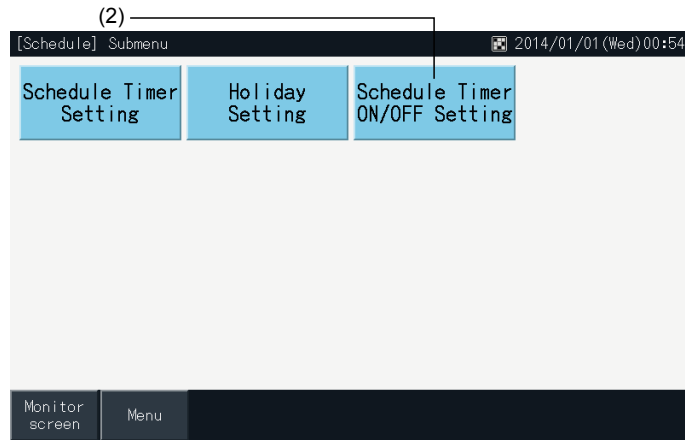 (2)
[Schedule] Submenu 2014/01/01(Wed)00:54
Schedule Timer
Setting
Holiday
Setting
Schedule Timer
ON/OFF Setting
Monitor
screen
Menu